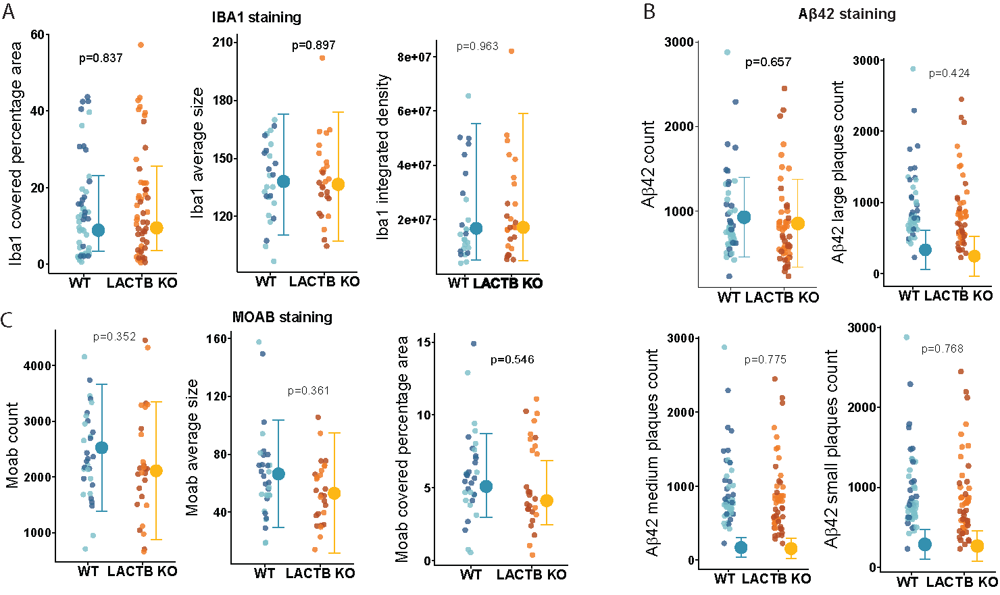 A
IBA1 staining
Iba1 covered percentage area
60
40
20
0
p=0.837
WT LACTB KO
Iba1 average size
210
180
150
120
p=0.897
WT LACTB KO
Iba1 integrated density
8e+07
6e+07
4e+07
2e+07
p=0.963
WT LACTB KO
B
Aβ42 staining
Aβ42 count
3000
2000
1000
p=0.657
WT LACTB KO
Aβ42 large plaques count
3000
2000
1000
0
p=0.424
WT LACTB KO
Aβ42 medium plaques count
3000
2000
1000
0
p=0.775
WT LACTB KO
Aβ42 small plaques count
3000
2000
1000
0
p=0.768
WT LACTB KO
C
MOAB staining
Moab count
4000
3000
2000
1000
p=0.352
WT LACTB KO
Moab average size
160
120
80
40
p=0.361
WT LACTB KO
Moab covered percentage area
15
10
5
0
p=0.546
WT LACTB KO